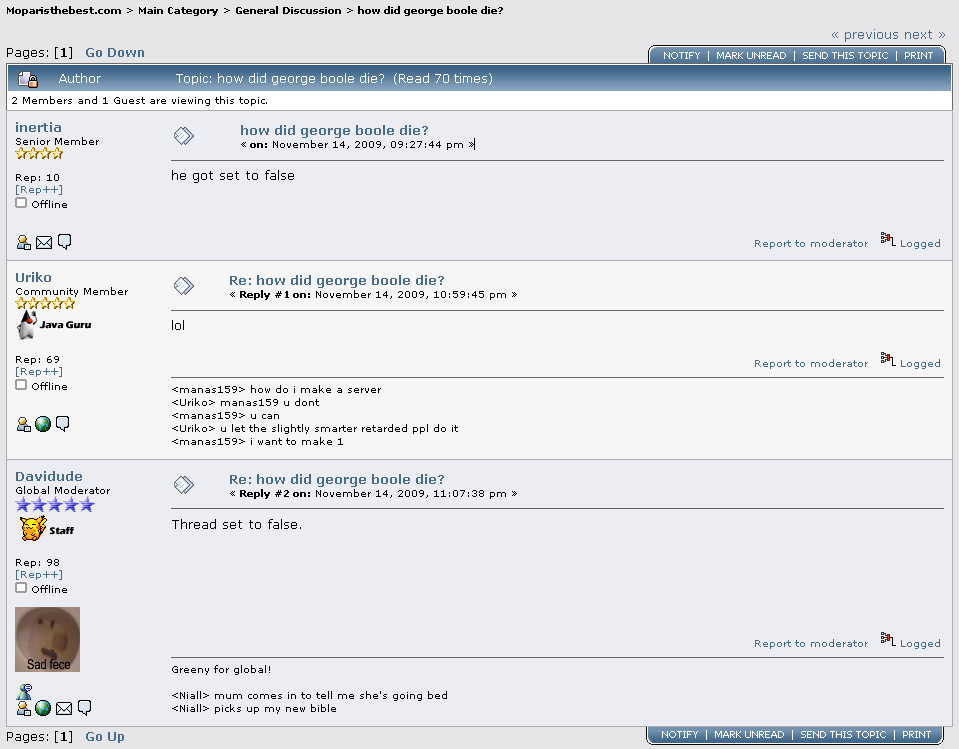 Moparisthebest.com > Main Category > General Discussion > how did george boole die?
« previous next »
Pages: [1] Go Down
NOTIFY | MARK UNREAD | SEND THIS TOPIC | PRINT
Author Topic: how did george boole die? (Read 70 times)
2 Members and 1 Guest are viewing this topic.
inertia
Senior Member
Rep: 10
[Rep++]
Offline
how did george boole die?
« on: November 14, 2009, 09:27:44 pm »
he got set to false
Report to moderator Logged
Uriko
Community Member
Java Guru
Rep: 69
[Rep++]
Offline
Re: how did george boole die?
« Reply #1 on: November 14, 2009, 10:59:45 pm »
lol
Report to moderator Logged
<manas159> how do i make a server
<Uriko> manas159 u dont
<manas159> u can
<Uriko> u let the slightly smarter retarded ppl do it
<manas159> i want to make 1
Davidude
Global Moderator
Staff
Rep: 98
[Rep++]
Offline
Sad fece
Re: how did george boole die?
« Reply #2 on: November 14, 2009, 11:07:38 pm »
Thread set to false.
Report to moderator Logged
Greeny for global!
<Niall> mum comes in to tell me she's going bed
<Niall> picks up my new bible
Pages: [1] Go Up
NOTIFY | MARK UNREAD | SEND THIS TOPIC | PRINT